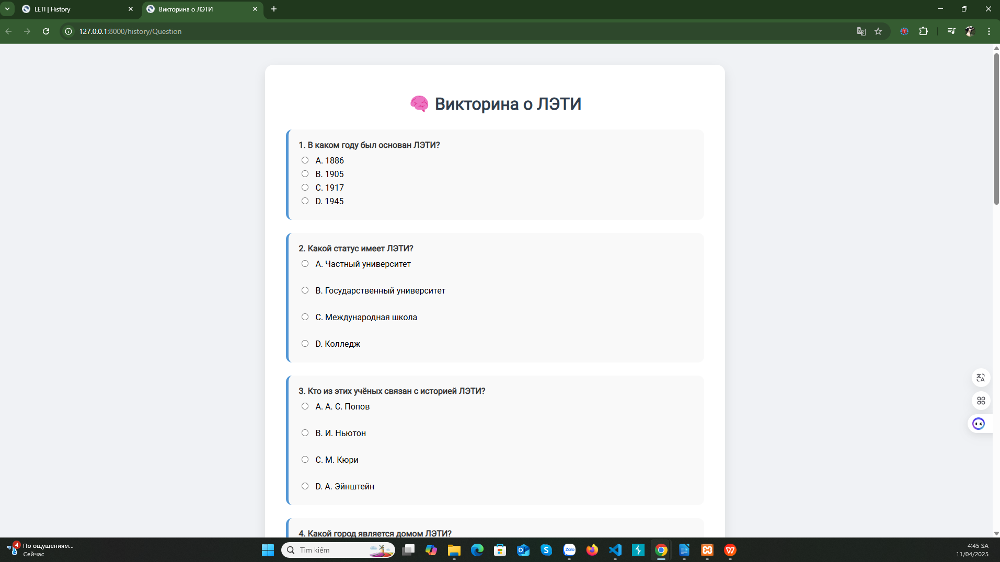 LETI | History
Викторина о ЛЭТИ
127.0.0.1:8000/history/Question
Викторина о ЛЭТИ
1. В каком году был основан ЛЭТИ?
A. 1886
B. 1905
C. 1917
D. 1945
2. Какой статус имеет ЛЭТИ?
A. Частный университет
B. Государственный университет
C. Международная школа
D. Колледж
3. Кто из этих учёных связан с историей ЛЭТИ?
A. А. С. Попов
B. И. Ньютон
C. М. Кюри
D. А. Эйнштейн
4. Какой город является домом ЛЭТИ?
4
По ощущениям...
Сейчас
Tìm kiếm
Zalo
4:45 SA
11/04/2025